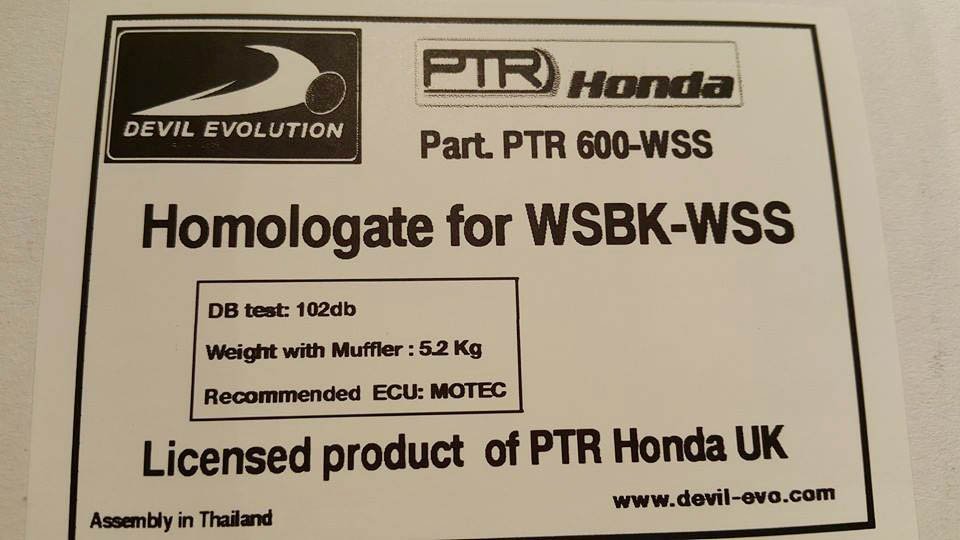 DEVIL EVOLUTION
PTR Honda
Part. PTR 600-WSS
Homologate for WSBK-WSS
DB test: 102db
Weight with Muffler : 5.2 Kg
Recommended ECU: MOTEC
Licensed product of PTR Honda UK
www.devil-evo.com
Assembly in Thailand